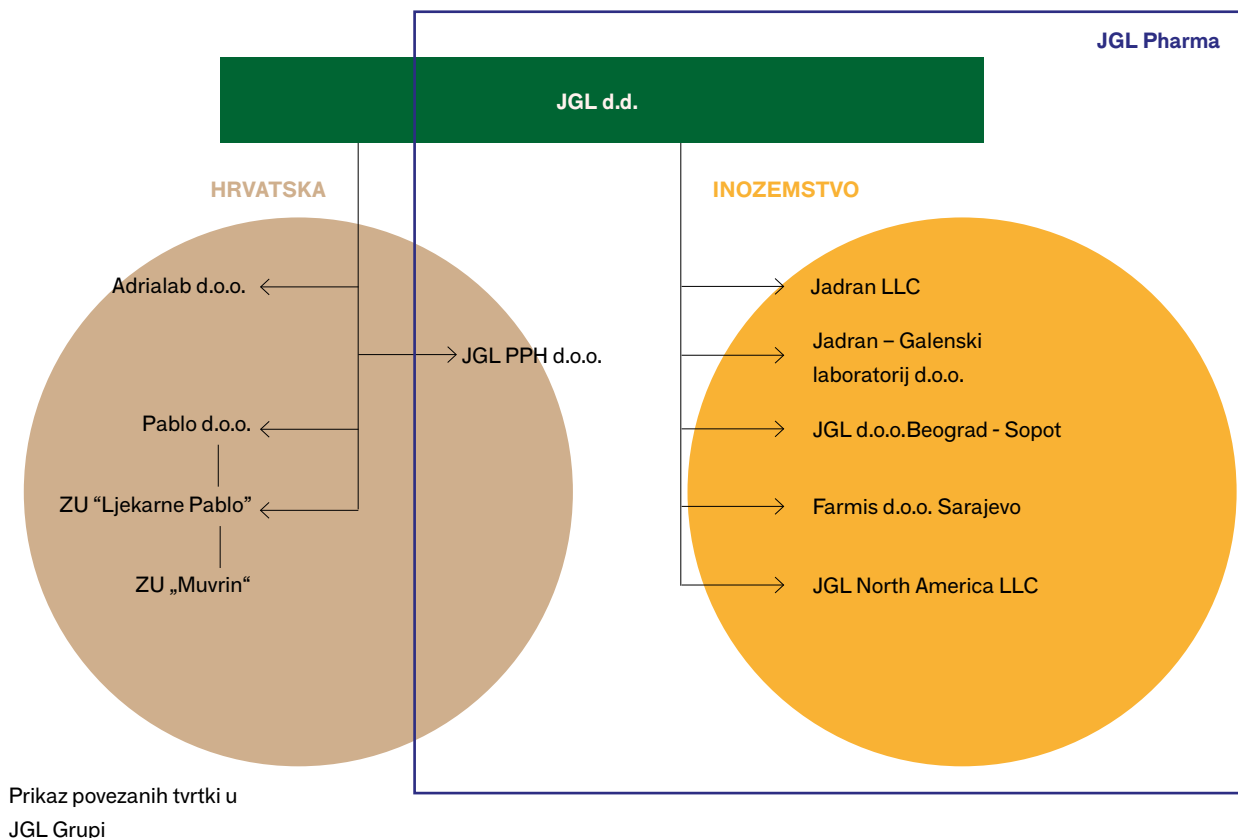 JGL Pharma
JGL d.d.
HRVATSKA
INOZEMSTVO
Adrialab d.o.o.
JGL PPH d.o.o.
Pablo d.o.o.
ZU “Ljekarne Pablo”
ZU „Muvrin“
Jadran LLC
Jadran – Galenski
laboratorij d.o.o.
JGL d.o.o.Beograd - Sopot
Farmis d.o.o. Sarajevo
JGL North America LLC
Prikaz povezanih tvrtki u
JGL Grupi